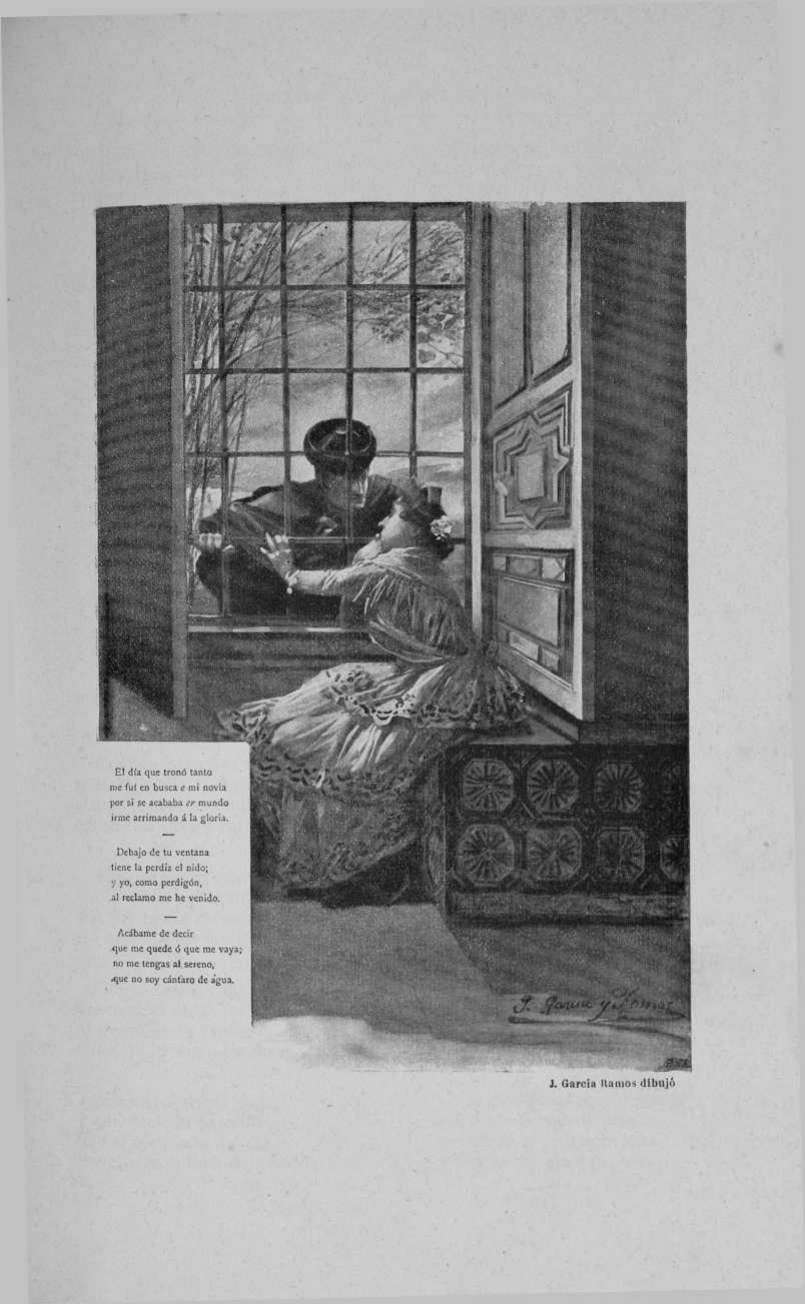 El día que tronó tanto
me fuí en busca e mi novia
por si se acababa er mundo
irme arrimando á la gloria.
Debajo de tu ventana
tiene la perdíz el nido;
y yo, como perdigón,
al reclamo me he venido.
Acábame de decir
que me quede ó que me vaya;
no me tengas al sereno,
que no soy cántaro de agua.
J. Garcia y Ramos
J. García Ramos dibujó